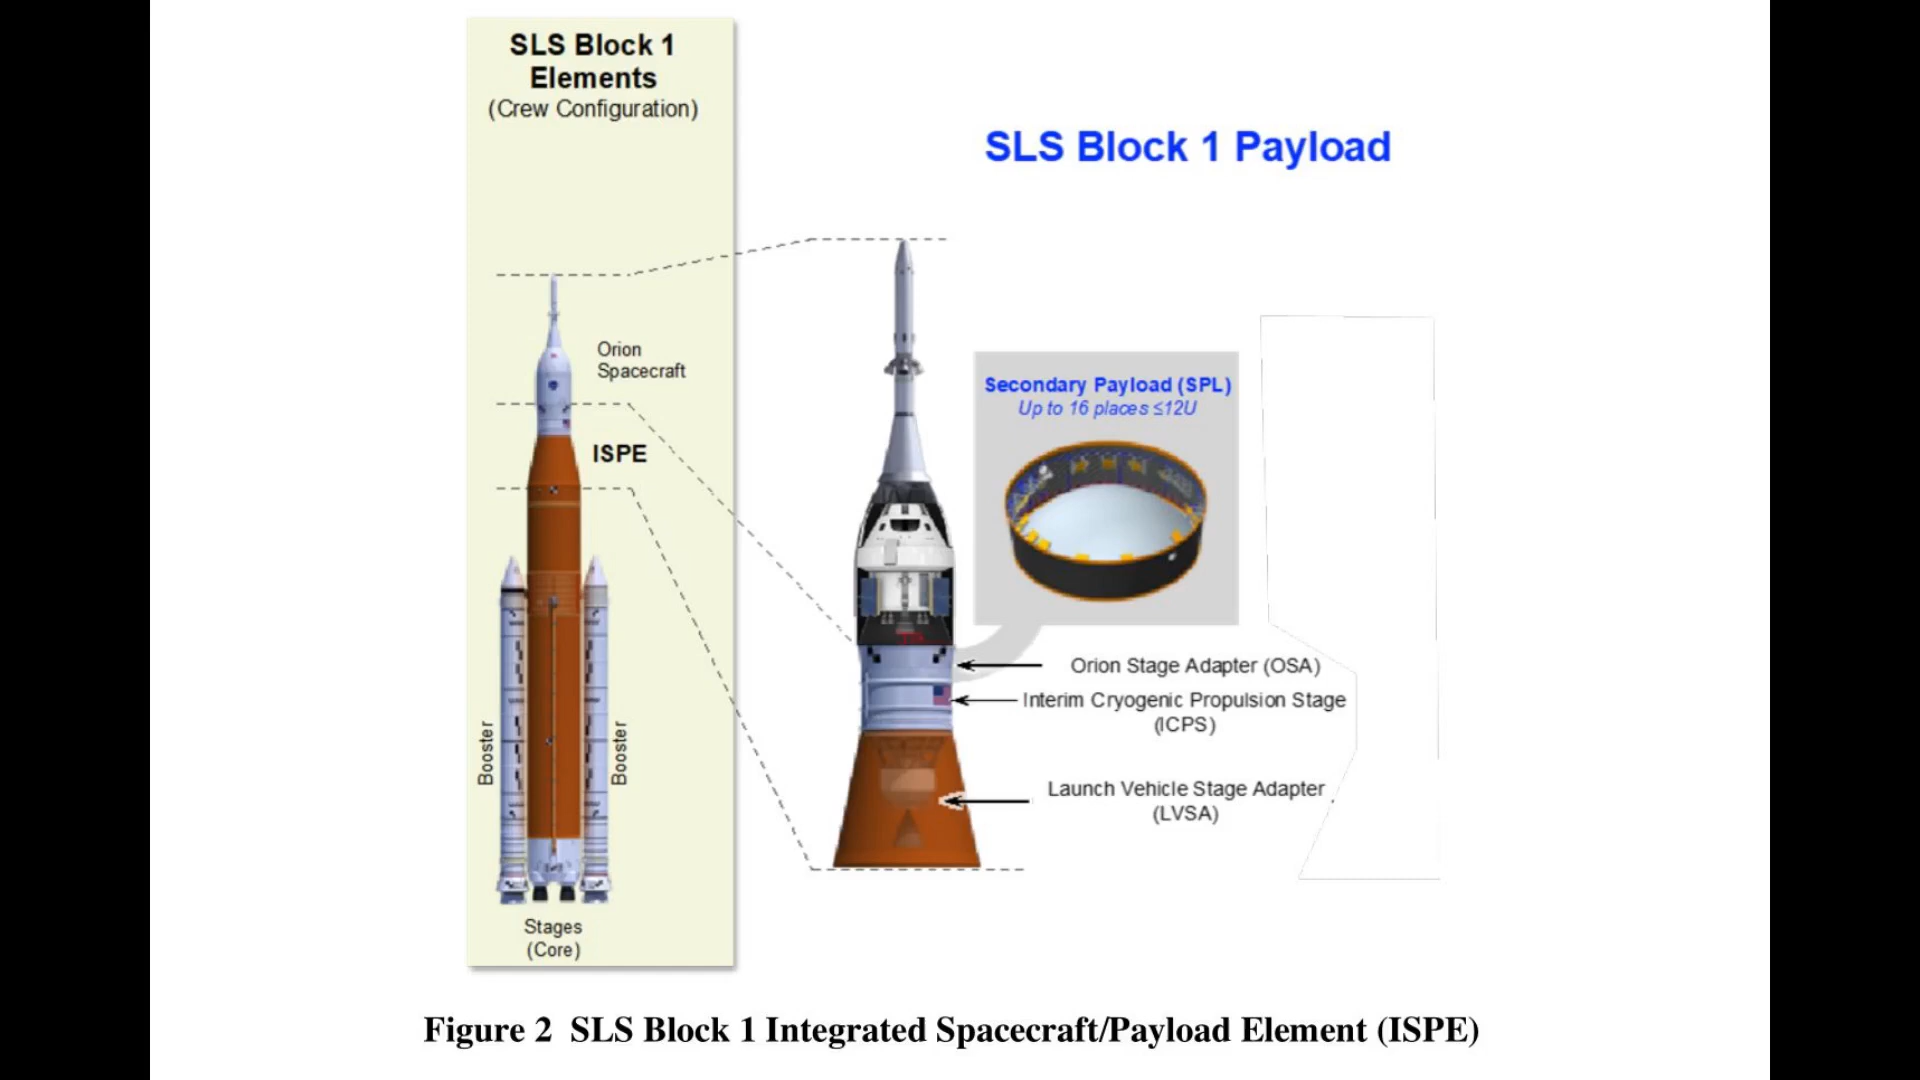 SLS Block 1
Elements
(Crew Configuration)
SLS Block 1 Payload
Orion
Spacecraft
ISPE
Booster
Booster
Stages
(Core)
Secondary Payload (SPL)
Up to 16 places ≤12U
Orion Stage Adapter (OSA)
Interim Cryogenic Propulsion Stage
(ICPS)
Launch Vehicle Stage Adapter
(LVSA)
Figure 2 SLS Block 1 Integrated Spacecraft/Payload Element (ISPE)